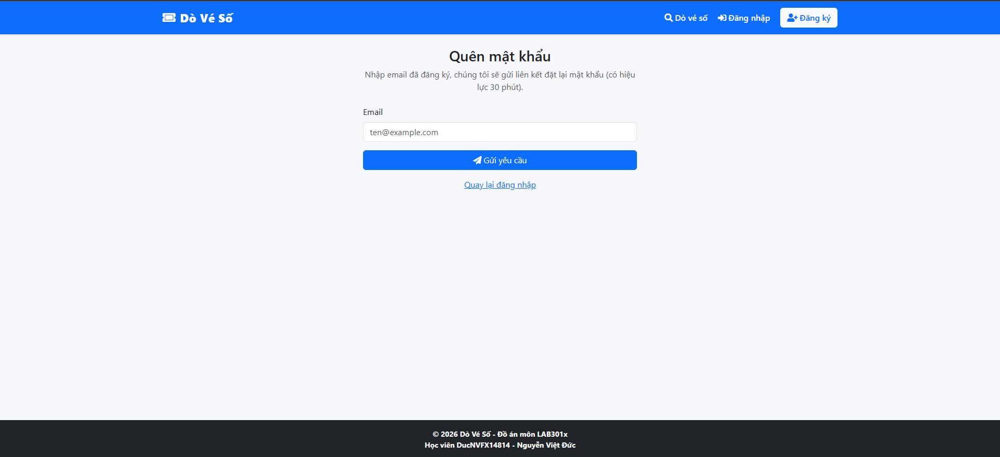 Dò Vé Số
Dò vé số
Đăng nhập
Đăng ký
Quên mật khẩu
Nhập email đã đăng ký, chúng tôi sẽ gửi liên kết đặt lại mật khẩu (có hiệu
lực 30 phút).
Email
ten@example.com
Gửi yêu cầu
Quay lại đăng nhập
© 2026 Dò Vé Số - Đồ án môn LAB301x
Học viên DucNVFX14814 - Nguyễn Việt Đức